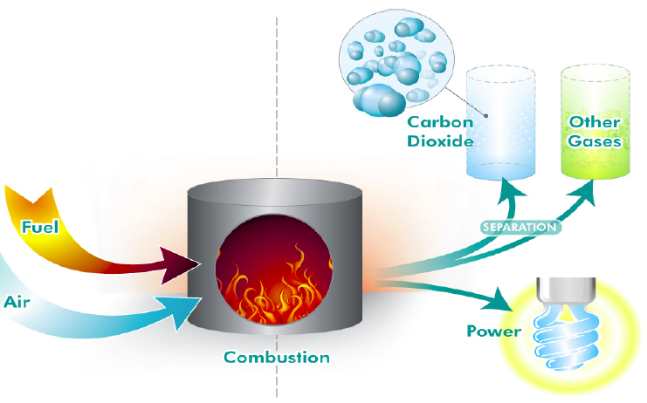 Carbon
Dioxide
Other
Gases
Fuel
SEPARATION
Air
Power
Combustion